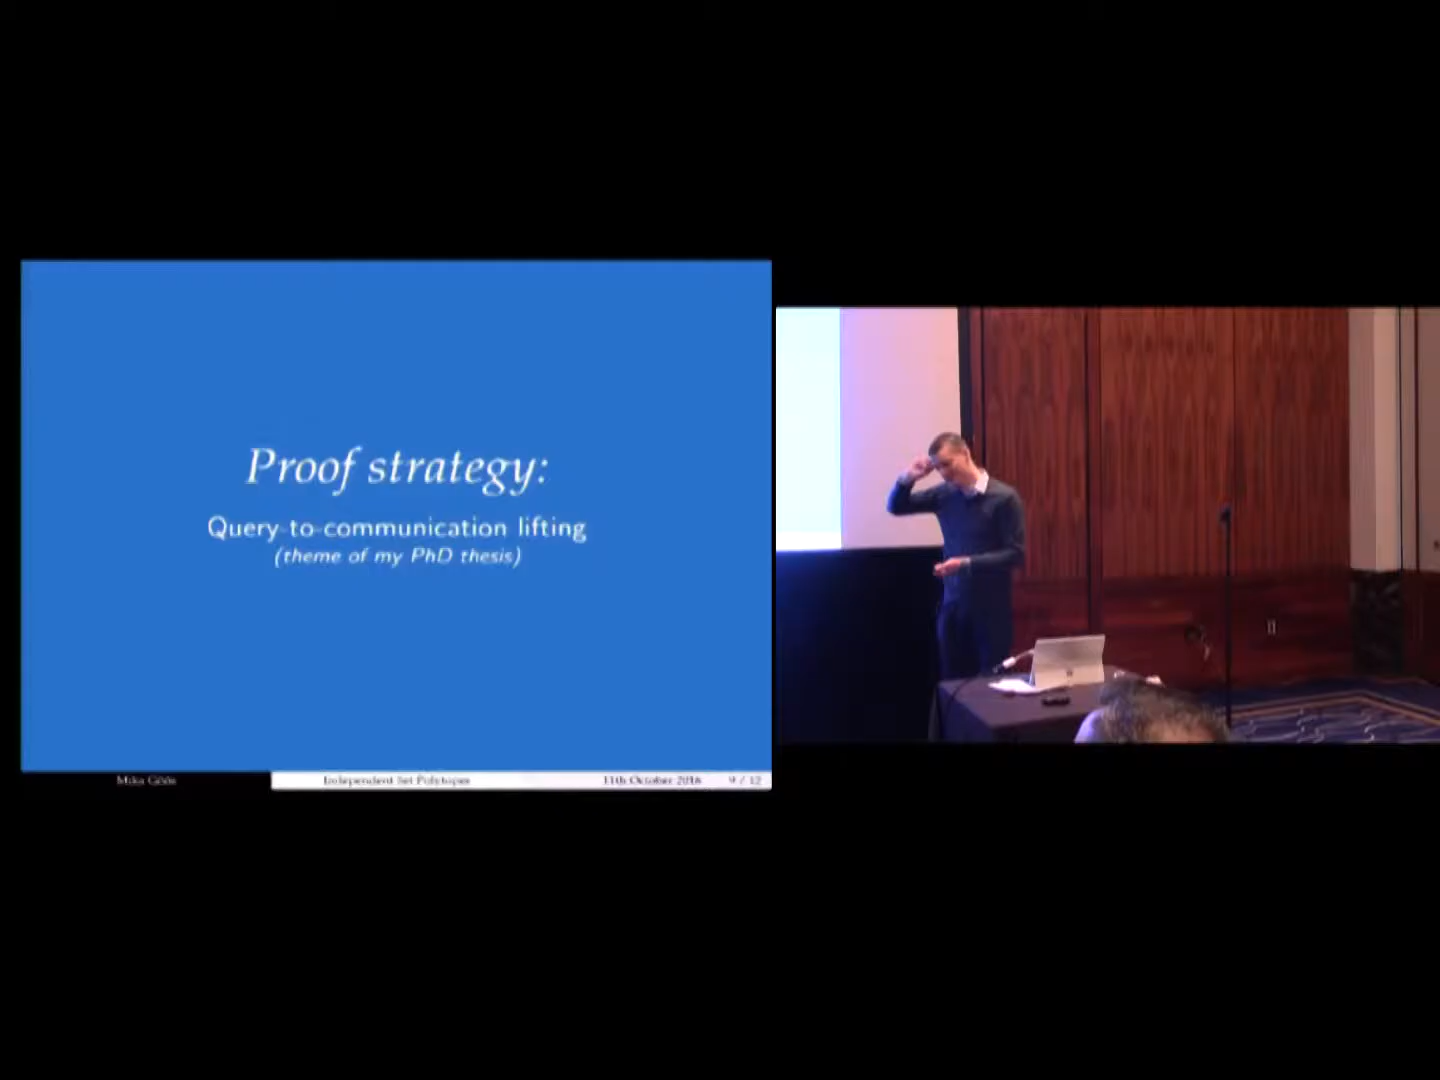 Proof strategy:
Query-to-communication lifting
(theme of my PhD thesis)
Mika Göös
Independent Set Polytopes
11th October 2016
9 / 12